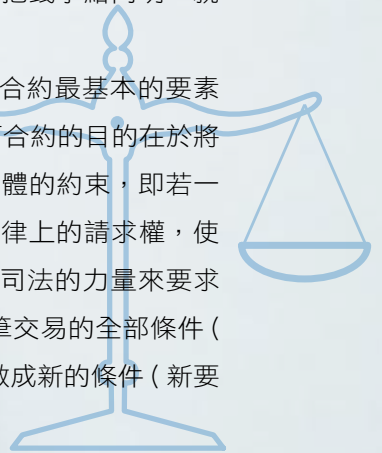 合約最基本的要素
合約的目的在於將
體的約束，即若一
律上的請求權，使
司法的力量來要求
筆交易的全部條件 (
做成新的條件 ( 新要